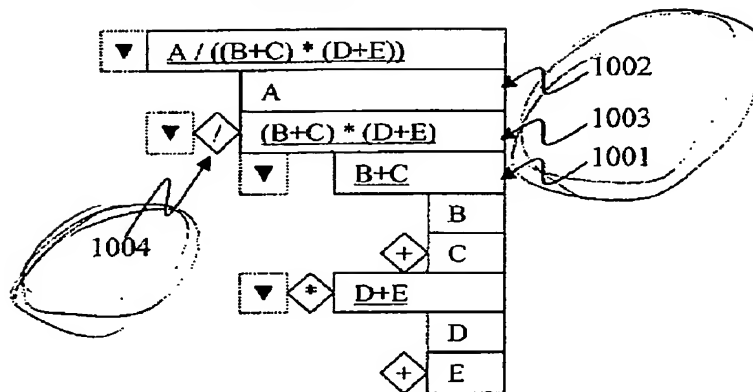 A / ((B+C) * (D+E))
A
1002
/
(B+C) * (D+E)
1003
B+C
1001
B
1004
+
C
*
D+E
D
+
E